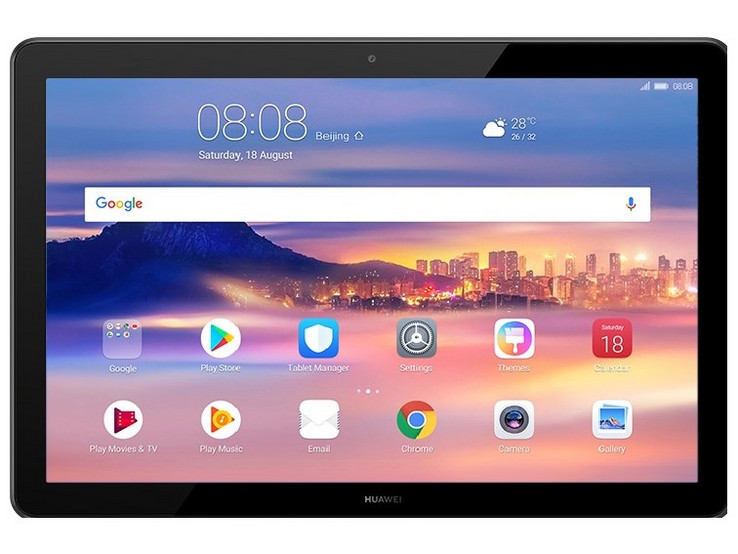 08:08
08:08 Beijing
Saturday, 18 August
28°C
26 / 32
Google
Saturday
18
Google
Play Store
Tablet Manager
Settings
Themes
Calendar
Play Movies & TV
Play Music
Email
Chrome
Camera
Gallery
HUAWEI